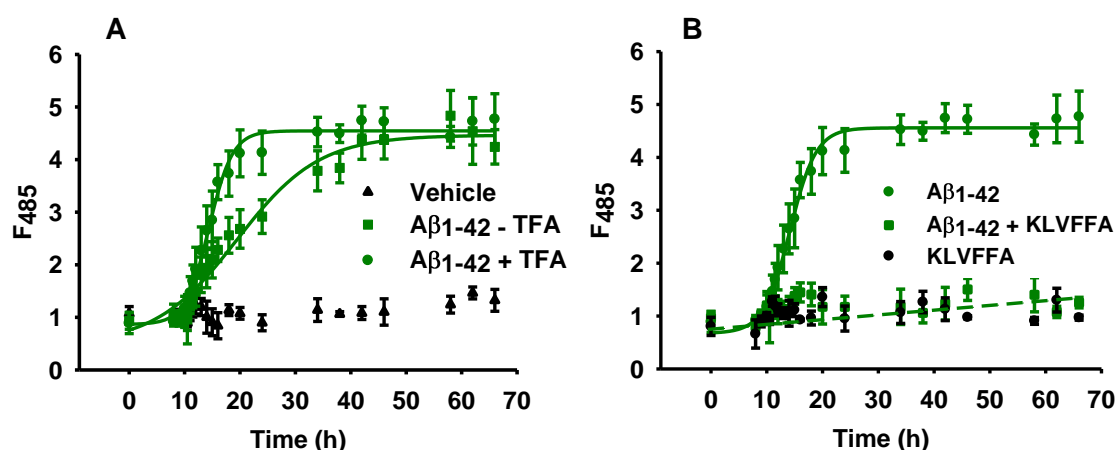 A
F485
6
5
4
3
2
1
0
Vehicle
Aβ1-42 - TFA
Aβ1-42 + TFA
0 10 20 30 40 50 60 70
Time (h)
B
F485
6
5
4
3
2
1
0
Aβ1-42
Aβ1-42 + KLVFFA
KLVFFA
0 10 20 30 40 50 60 70
Time (h)